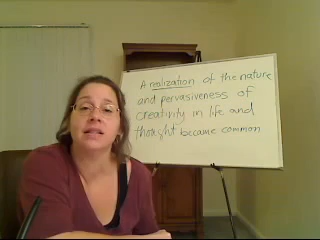 A realization of the nature
and pervasiveness of
creativity in life and
thought became common